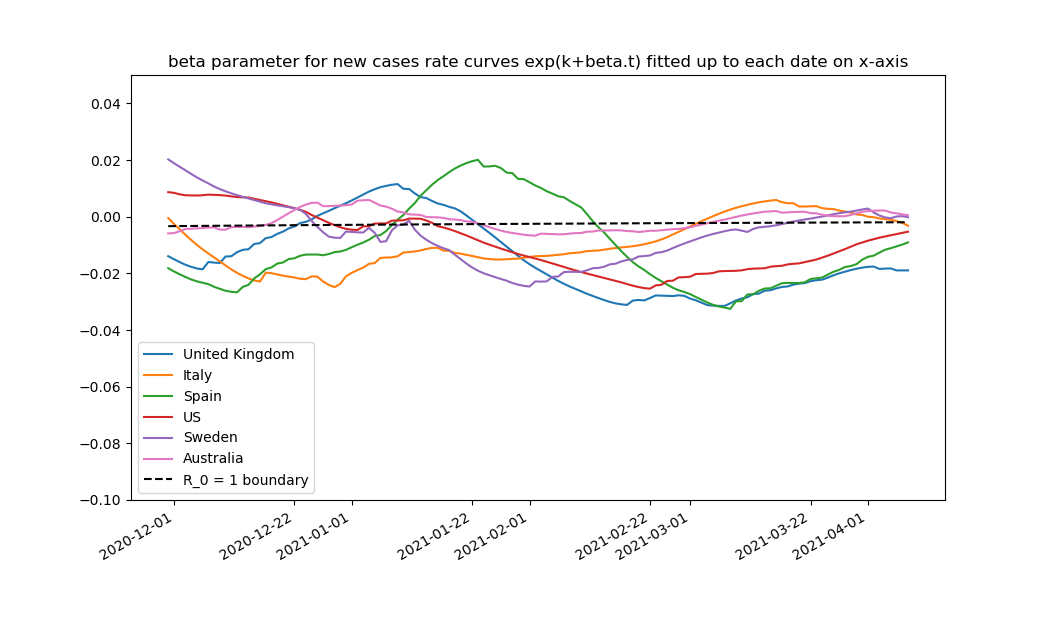 beta parameter for new cases rate curves exp(k+beta.t) fitted up to each date on x-axis
0.04
0.02
0.00
−0.02
−0.04
−0.06
−0.08
−0.10
United Kingdom
Italy
Spain
US
Sweden
Australia
R_0 = 1 boundary
2020-12-01
2020-12-22
2021-01-01
2021-01-22
2021-02-01
2021-02-22
2021-03-01
2021-03-22
2021-04-01